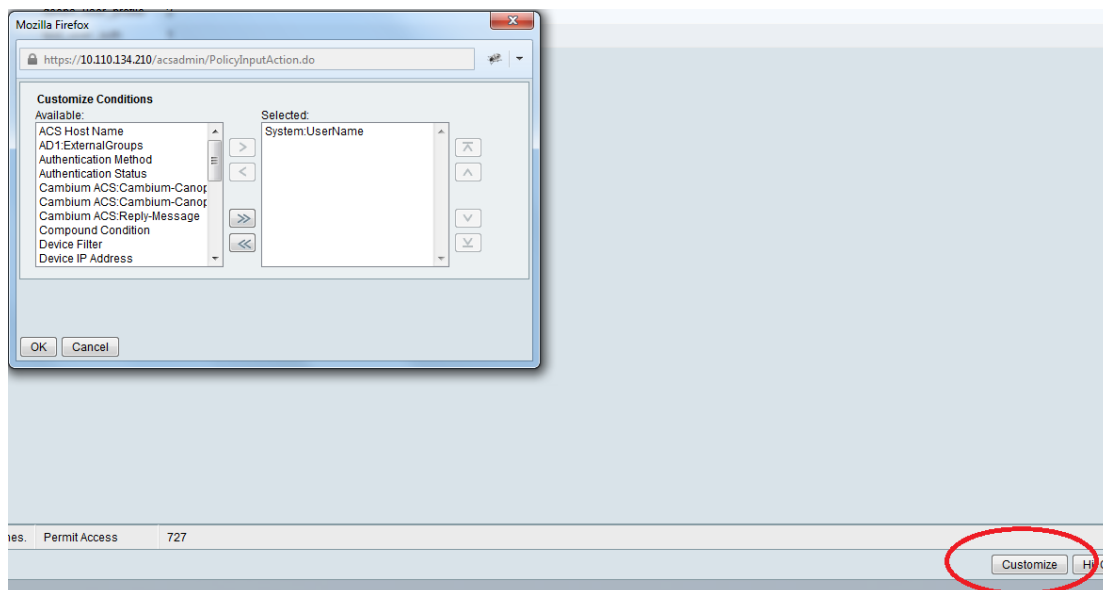 Mozilla Firefox
https://10.110.134.210/acsadmin/PolicyInputAction.do
Customize Conditions
Available:
Selected:
ACS Host Name
AD1:ExternalGroups
Authentication Method
Authentication Status
Cambium ACS:Cambium-Canop
Cambium ACS:Cambium-Canop
Cambium ACS:Reply-Message
Compound Condition
Device Filter
Device IP Address
System:UserName
OK
Cancel
nes. Permit Access 727
Customize
Hi